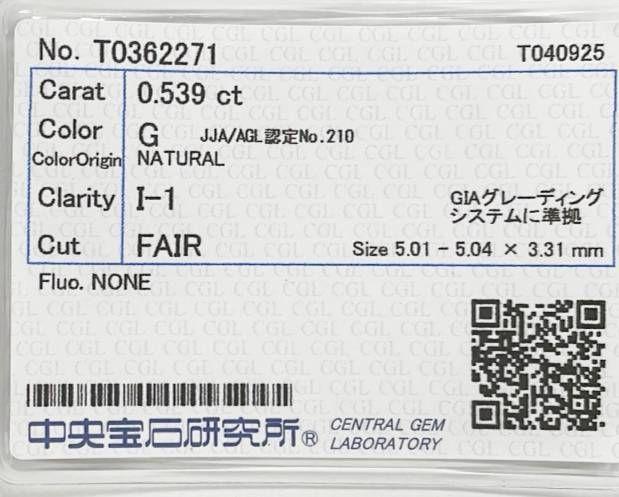 No. T0362271 T040925
Carat 0.539 ct
Color G JJA/AGL認定No.210
ColorOrigin NATURAL
Clarity I-1 GIAグレーディング
システムに準拠
Cut FAIR Size 5.01 - 5.04 × 3.31 mm
Fluo. NONE
中央宝石研究所® CENTRAL GEM
LABORATORY